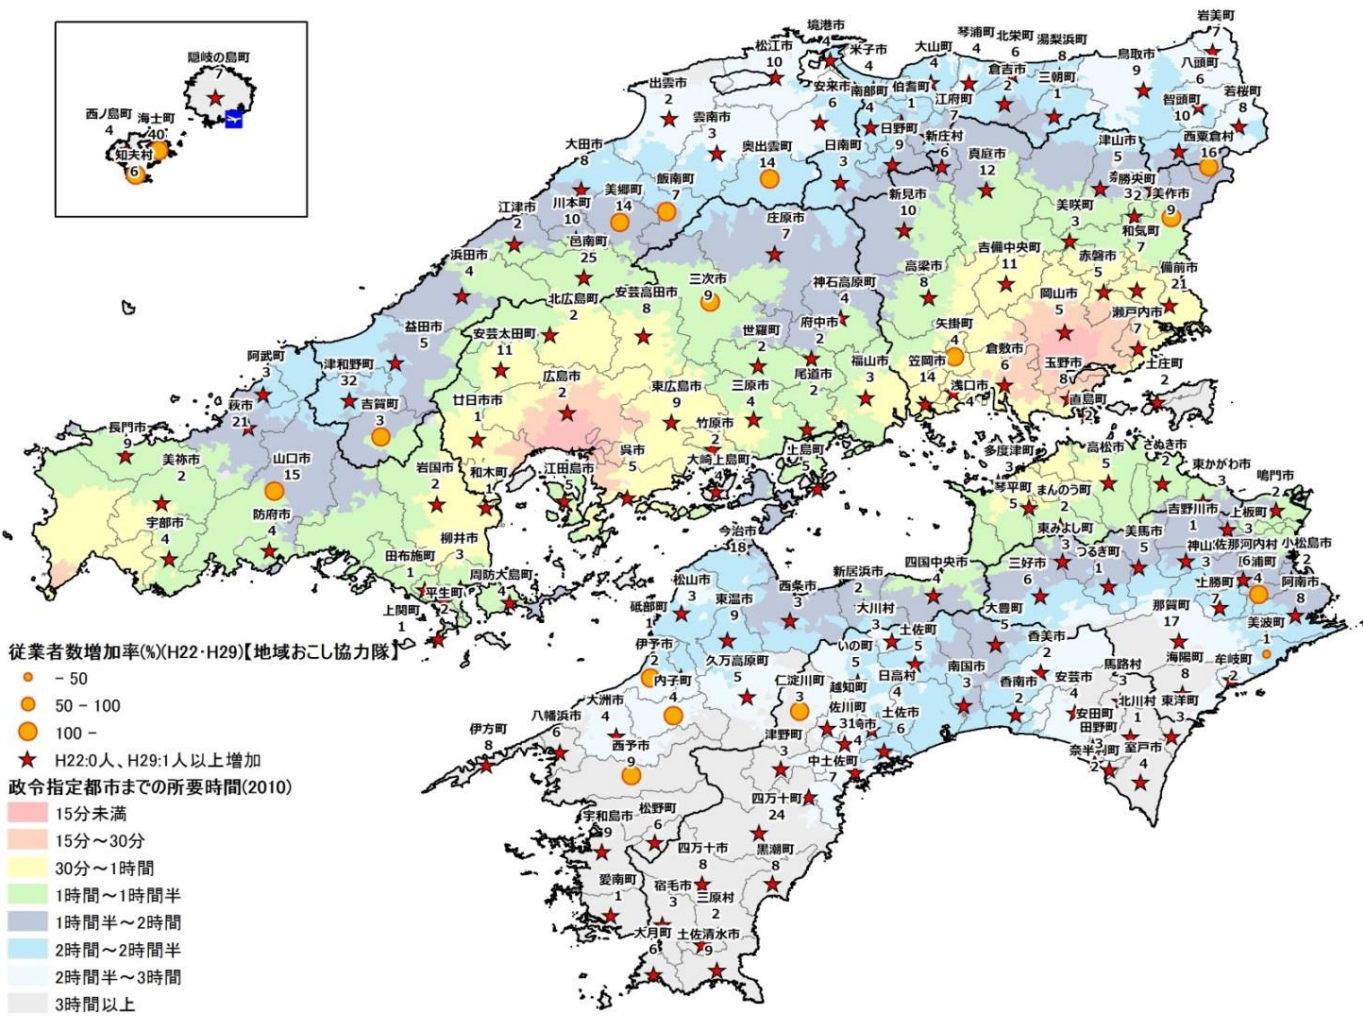 隠岐の島町
7
西ノ島町
4
海士町
40
知夫村
6
岩美町
7
境港市
4
松江市
10
米子市
4
大山町
4
琴浦町
4
北栄町
6
湯梨浜町
8
鳥取市
9
八頭町
6
出雲市
2
安来市
6
南部町
4
伯耆町
1
倉吉市
2
三朝町
1
江府町
7
智頭町
10
若桜町
8
雲南市
3
日野町
9
新庄村
6
西粟倉村
16
大田市
8
奥出雲町
14
日南町
3
真庭市
12
津山市
5
飯南町
7
美郷町
14
川本町
10
勝央町
2
美作市
9
江津市
2
庄原市
7
新見市
10
美咲町
3
和気町
7
邑南町
25
浜田市
4
吉備中央町
11
赤磐市
5
備前市
21
高梁市
8
三次市
9
神石高原町
4
安芸高田市
8
北広島町
2
岡山市
5
瀬戸内市
7
益田市
5
安芸太田町
11
世羅町
2
府中市
2
矢掛町
4
倉敷市
6
玉野市
8
阿武町
3
津和野町
32
広島市
2
東広島市
9
三原市
4
尾道市
2
福山市
3
笠岡市
14
浅口市
4
直島町
2
土庄町
2
萩市
21
吉賀町
3
廿日市市
1
竹原市
2
長門市
9
美祢市
2
山口市
15
岩国市
2
和木町
1
江田島市
5
呉市
5
大崎上島町
4
上島町
5
多度津町
3
高松市
5
さぬき市
2
東かがわ市
3
鳴門市
2
琴平町
5
まんのう町
2
宇部市
4
防府市
4
柳井市
3
今治市
18
東みよし町
3
美馬市
5
吉野川市
1
上板町
3
田布施町
1
周防大島町
4
平生町
2
上関町
1
松山市
3
西条市
3
新居浜市
2
四国中央市
4
三好市
6
つるぎ町
1
佐那河内村
6
小松島市
2
砥部町
1
東温市
9
大川村
3
大豊町
5
上勝町
7
那賀町
17
阿南市
8
美波町
1
伊予市
2
久万高原町
5
いの町
5
土佐町
5
香美市
2
内子町
4
仁淀川町
3
越知町
日高村
4
南国市
3
香南市
2
安芸市
4
馬路村
3
海陽町
8
牟岐町
2
大洲市
4
八幡浜市
6
佐川町
土佐市
6
安田町
北川村
1
東洋町
3
田野町
3
伊方町
8
西予市
9
津野町
3
中土佐町
7
奈半利町
2
室戸市
4
宇和島市
9
松野町
6
四万十町
24
四万十市
8
黒潮町
8
愛南町
1
宿毛市
3
三原村
2
大月町
6
土佐清水市
9
従業者数増加率(%)(H22·H29)【地域おこし協力隊】
- 50
50 - 100
100 -
H22:0人、H29:1人以上増加
政令指定都市までの所要時間(2010)
15分未満
15分～30分
30分～1時間
1時間～1時間半
1時間半～2時間
2時間～2時間半
2時間半～3時間
3時間以上